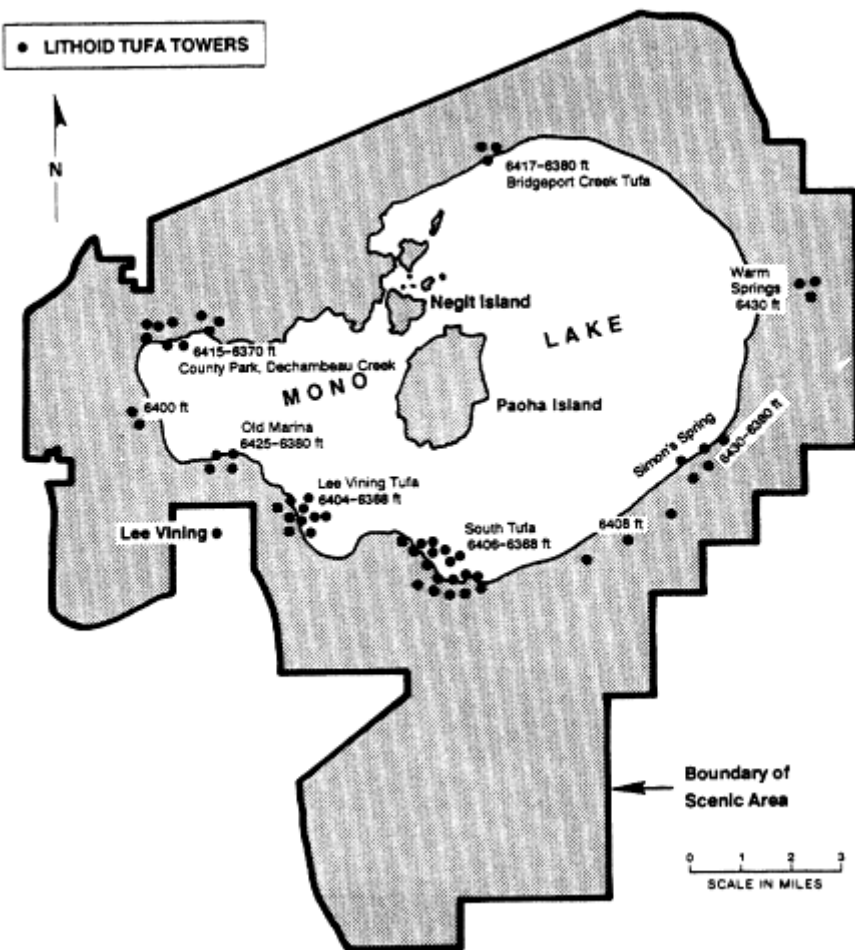 ● LITHOID TUFA TOWERS
N
6417–6380 ft
Bridgeport Creek Tufa
Warm
Springs
6430 ft
Negit Island
LAKE
6415–6370 ft
County Park, Dechambeau Creek
MONO
Paoha Island
6400 ft
Old Marina
6425–6380 ft
Simon's Spring
6430–6380 ft
Lee Vining Tufa
6404–6368 ft
Lee Vining
South Tufa
6406–6368 ft
6408 ft
Boundary of
Scenic Area
0 1 2 3
SCALE IN MILES